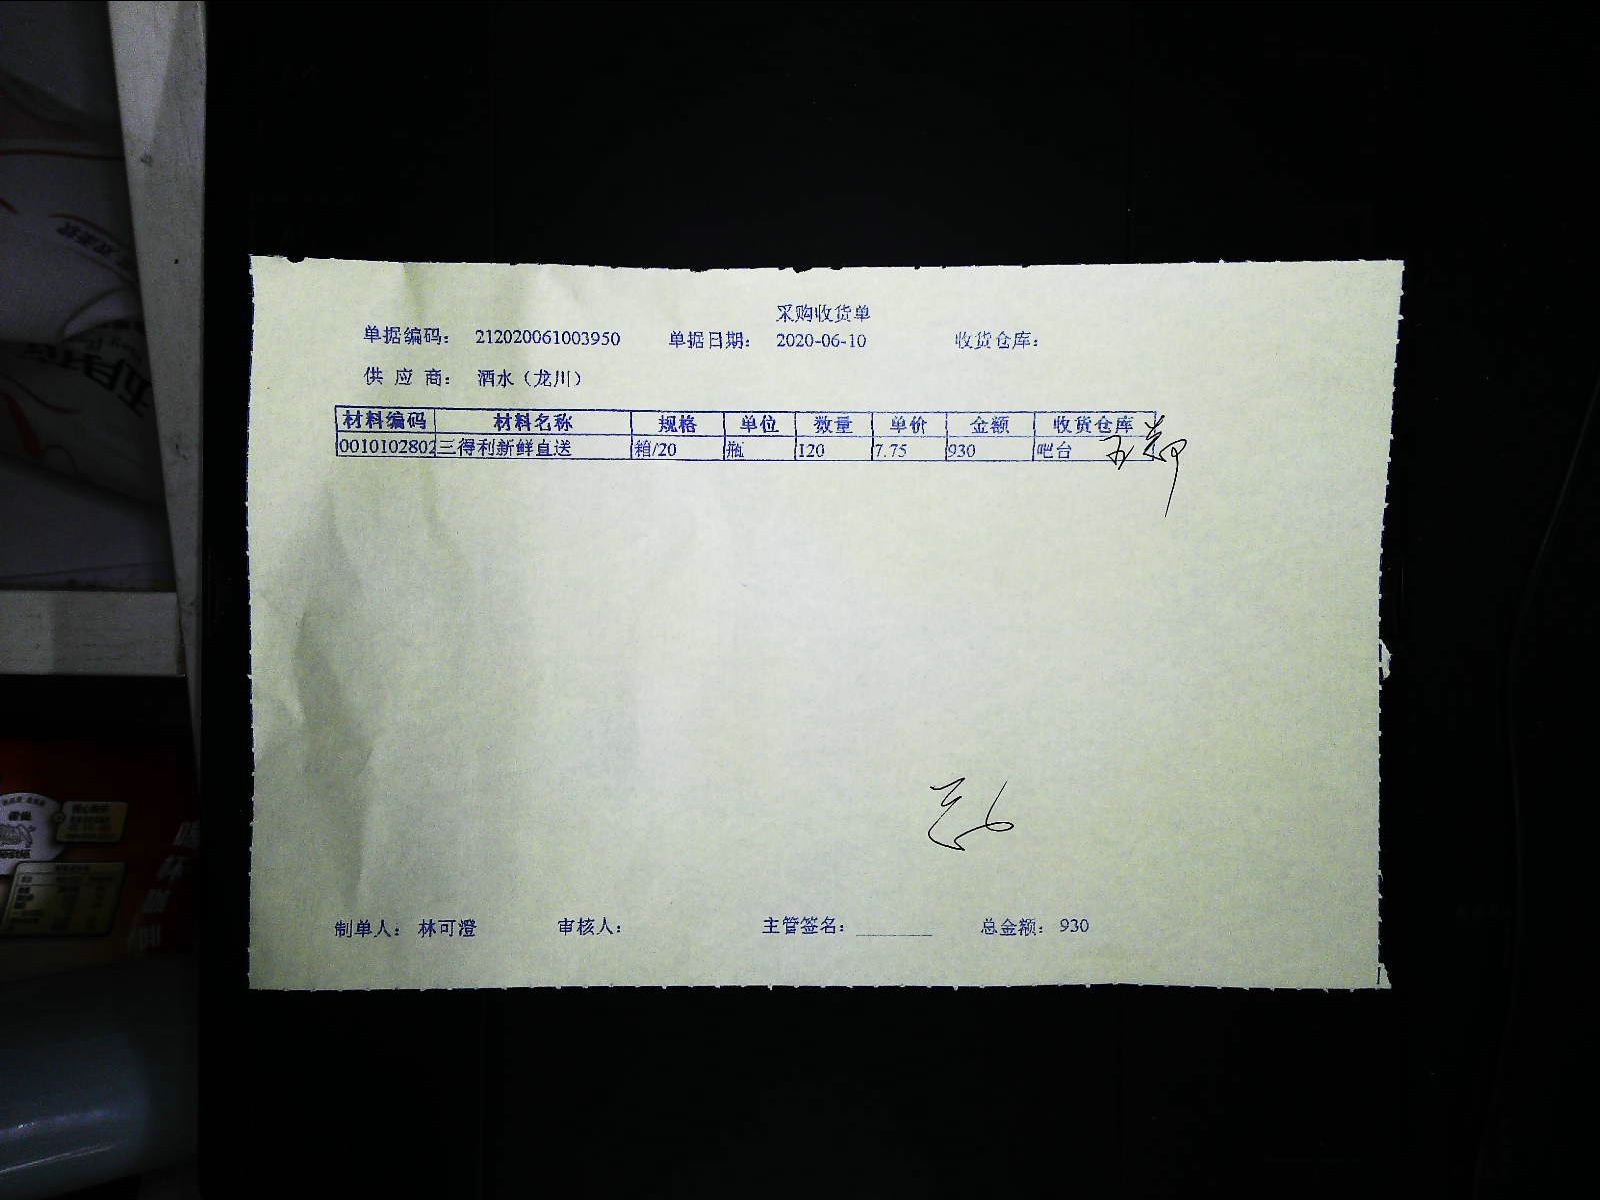 采购收货单
单据编码： 212020061003950 单据日期： 2020-06-10 收货仓库：
供应商： 酒水（龙川）
材料编码 材料名称 规格 单位 数量 单价 金额 收货仓库
0010102802 三得利新鲜直送 箱/20 瓶 120 7.75 930 吧台
制单人： 林可澄 审核人： 主管签名：________ 总金额：930